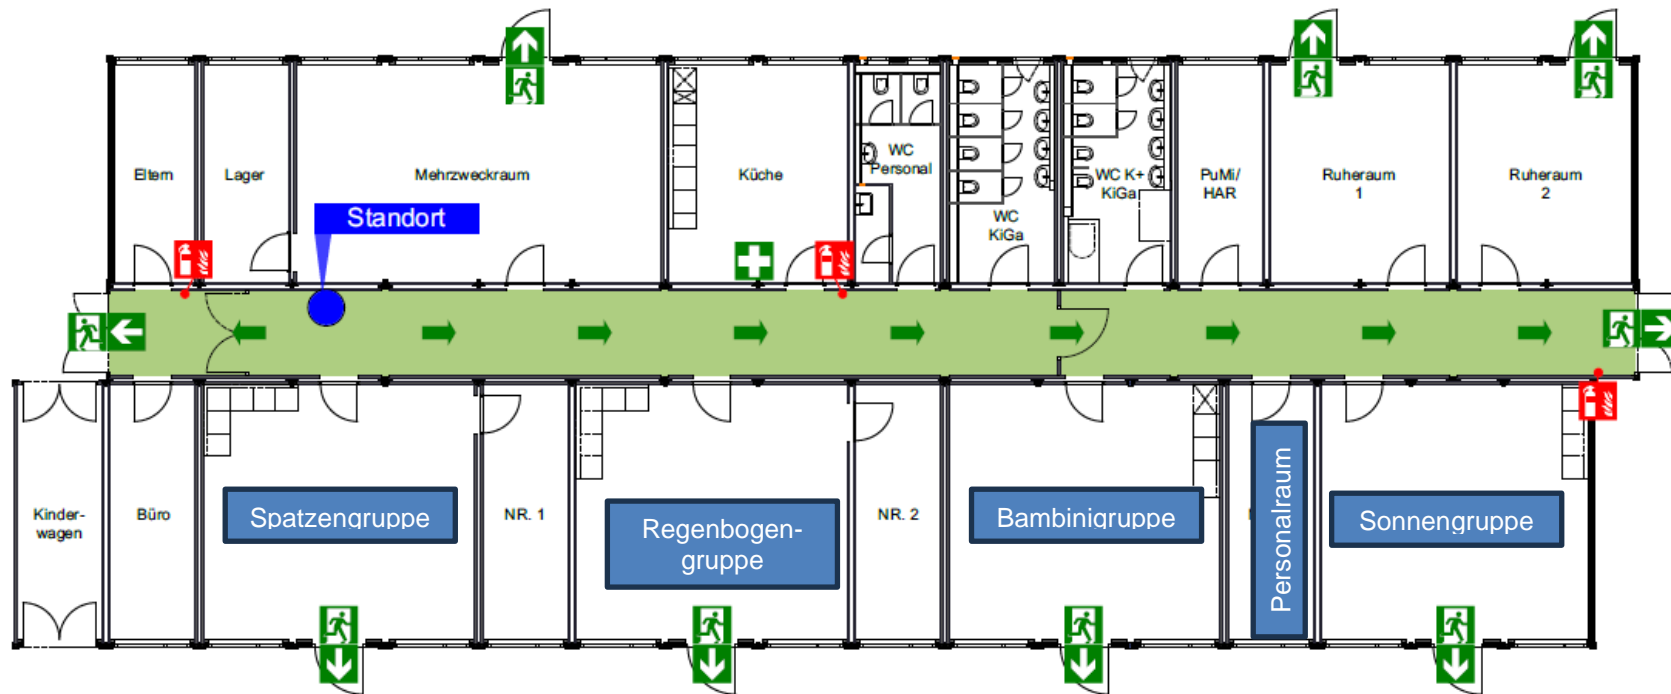 Eltern
Lager
Mehrzweckraum
Küche
WC
Personal
WC
KiGa
WC K+
KiGa
PuMi/
HAR
Ruheraum
1
Ruheraum
2
Standort
Kinder-
wagen
Büro
Spatzengruppe
NR. 1
Regenbogen-
gruppe
NR. 2
Bambinigruppe
Personalraum
Sonnengruppe